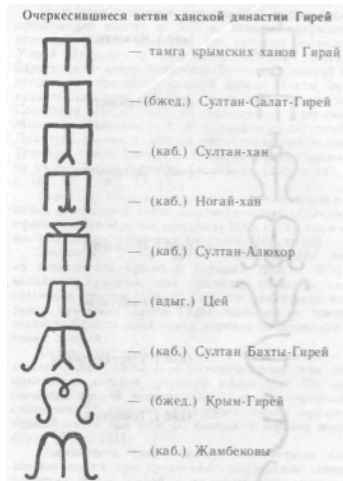 Очеркесившиеся ветви ханской династии Гирей
— тамга крымских ханов Гирай
— (бжед.) Султан-Салат-Гирей
— (каб.) Султан-хан
— (каб.) Ногай-хан
— (каб.) Султан-Алюхор
— (адыг.) Цей
— (каб.) Султан Бахты-Гирей
— (бжед.) Крым-Гирей
— (каб.) Жамбековы